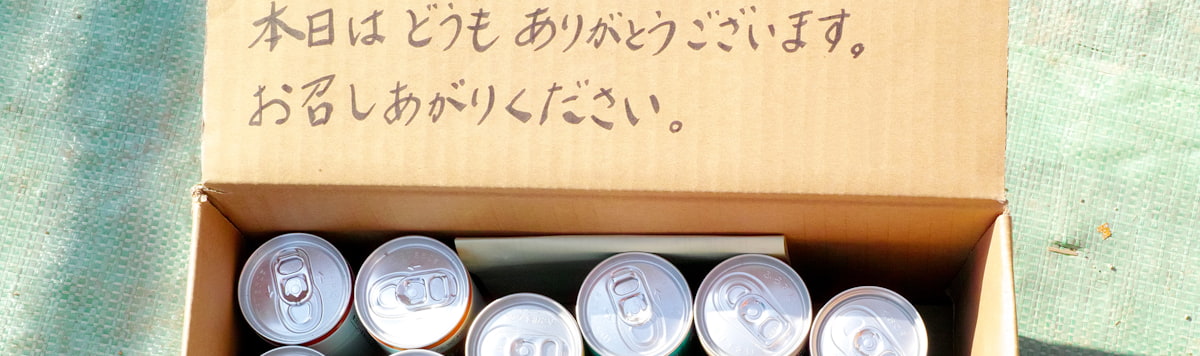 本日は どうも ありがとうございます。
お召しあがりください。